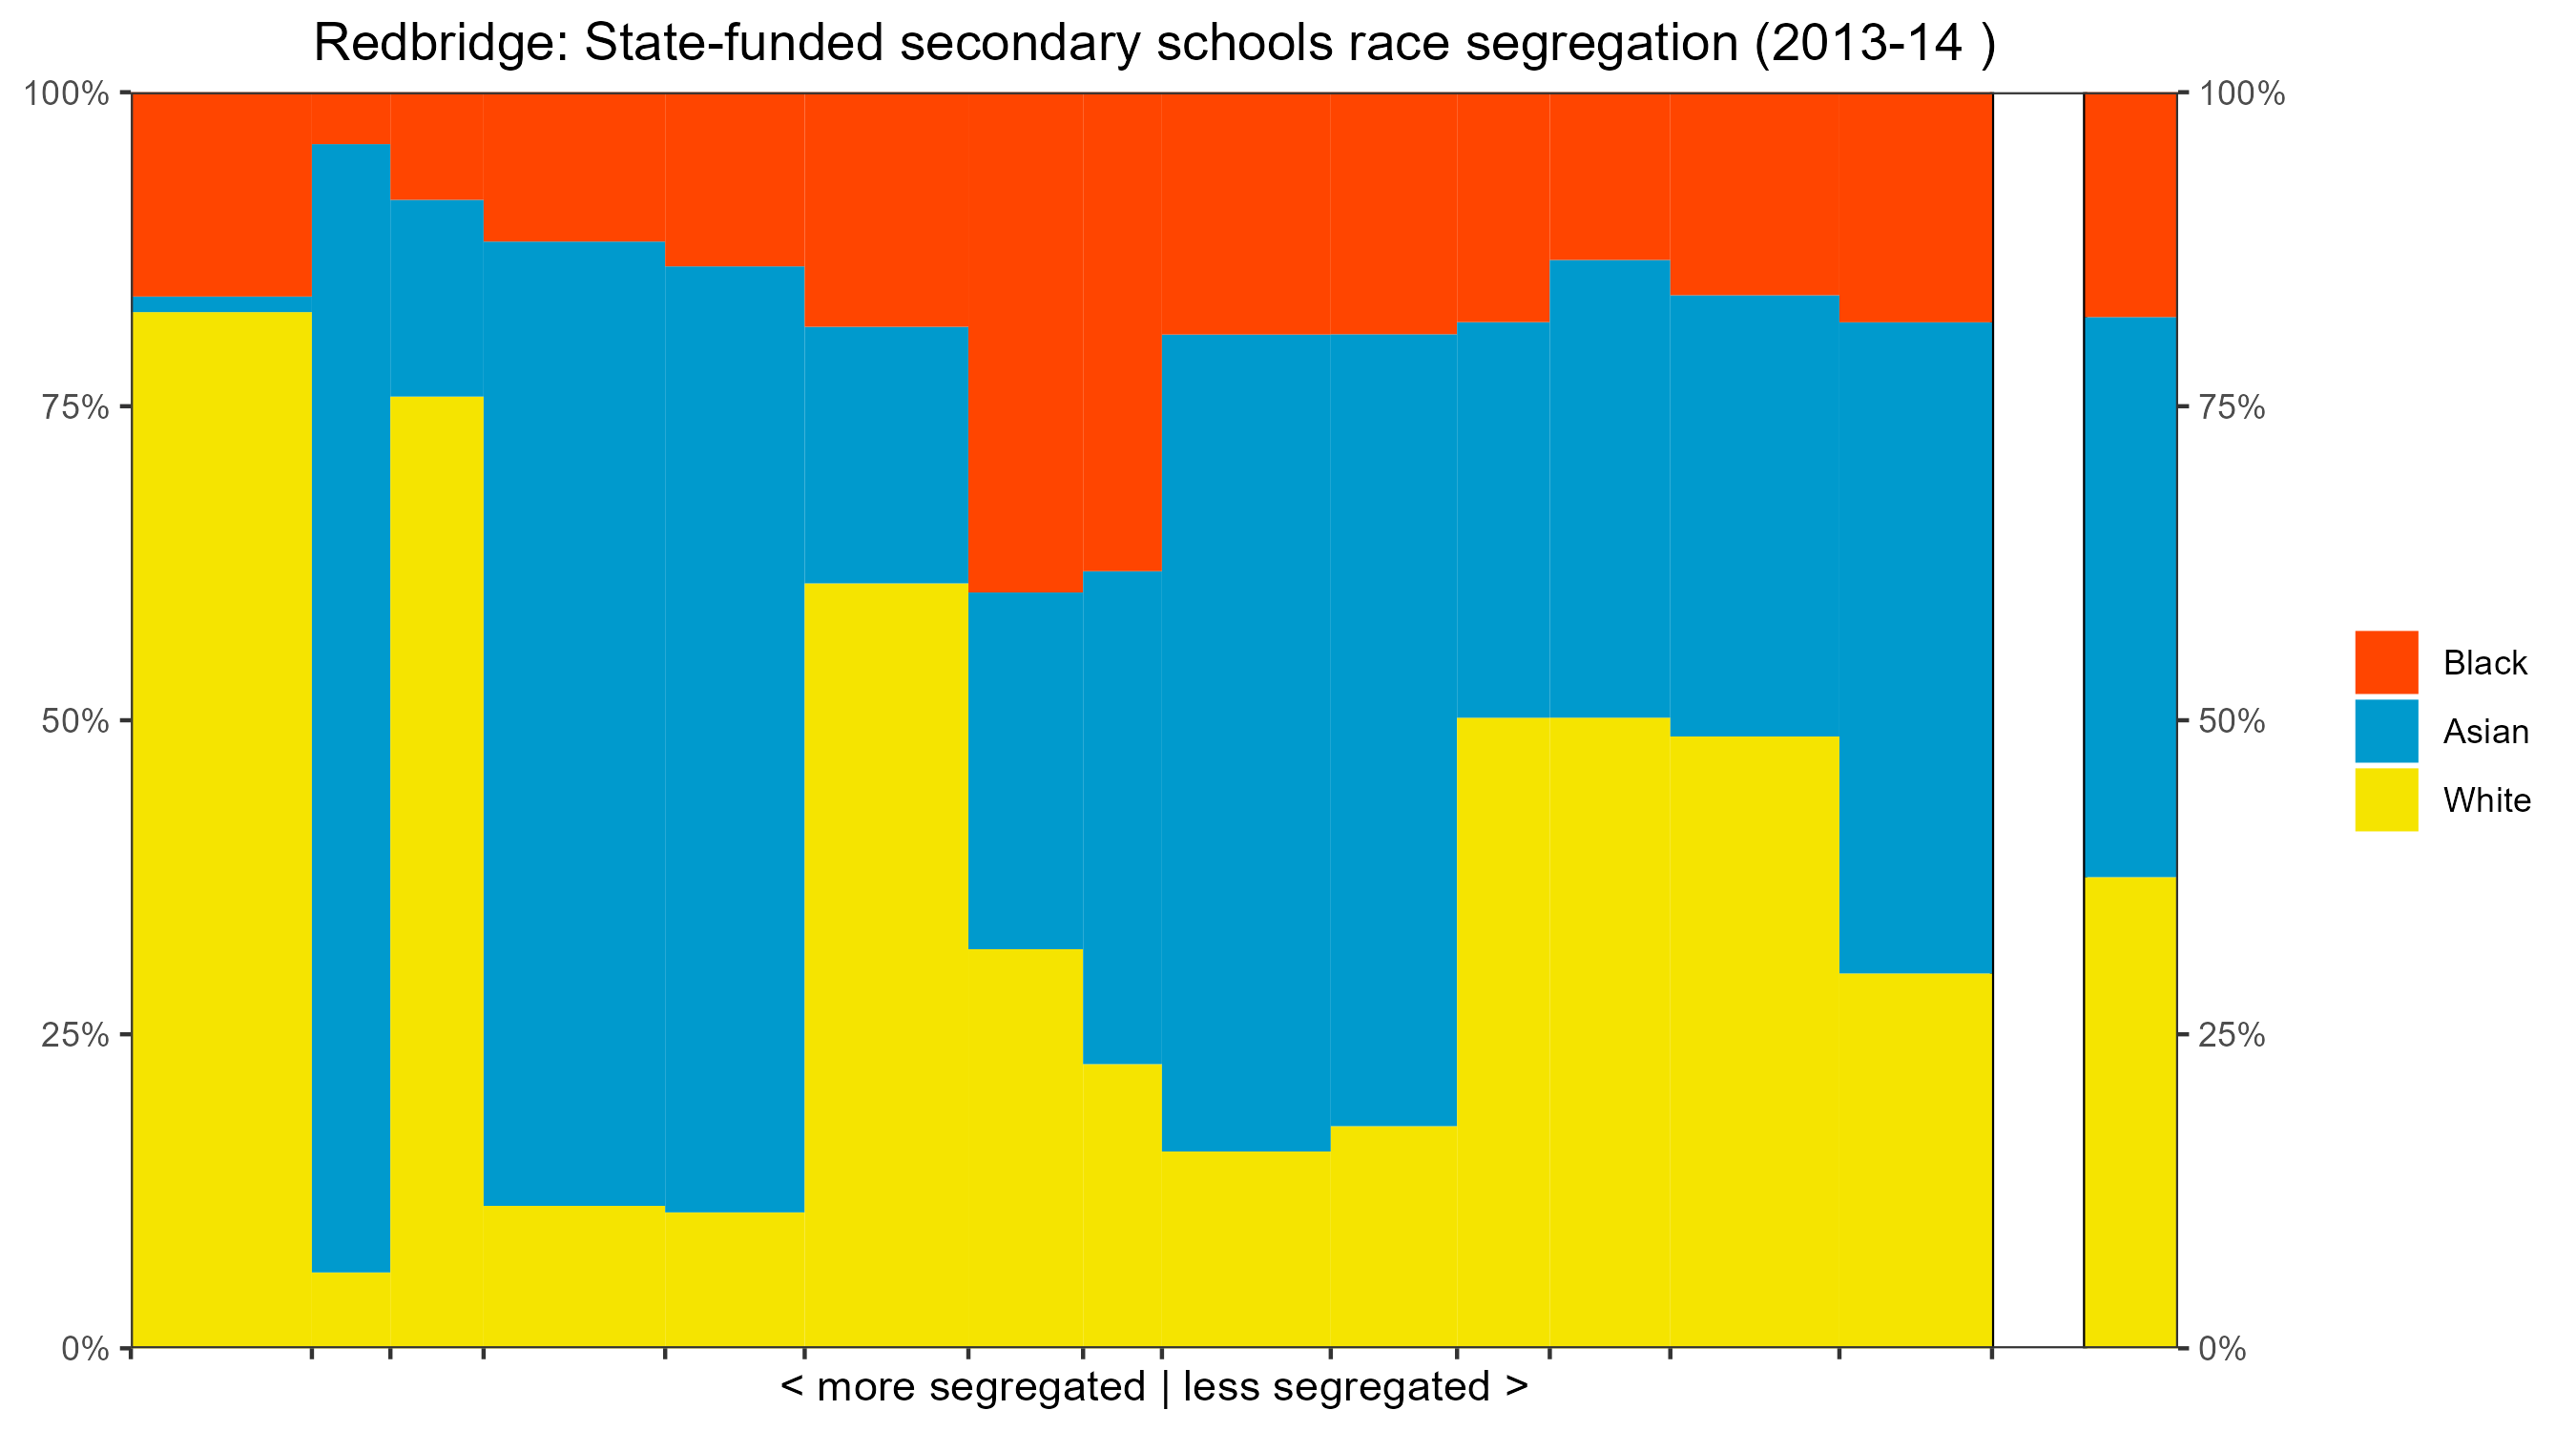 Redbridge: State-funded secondary schools race segregation (2013-14 )
100%
75%
50%
25%
0%
100%
75%
50%
25%
0%
Black
Asian
White
< more segregated | less segregated >